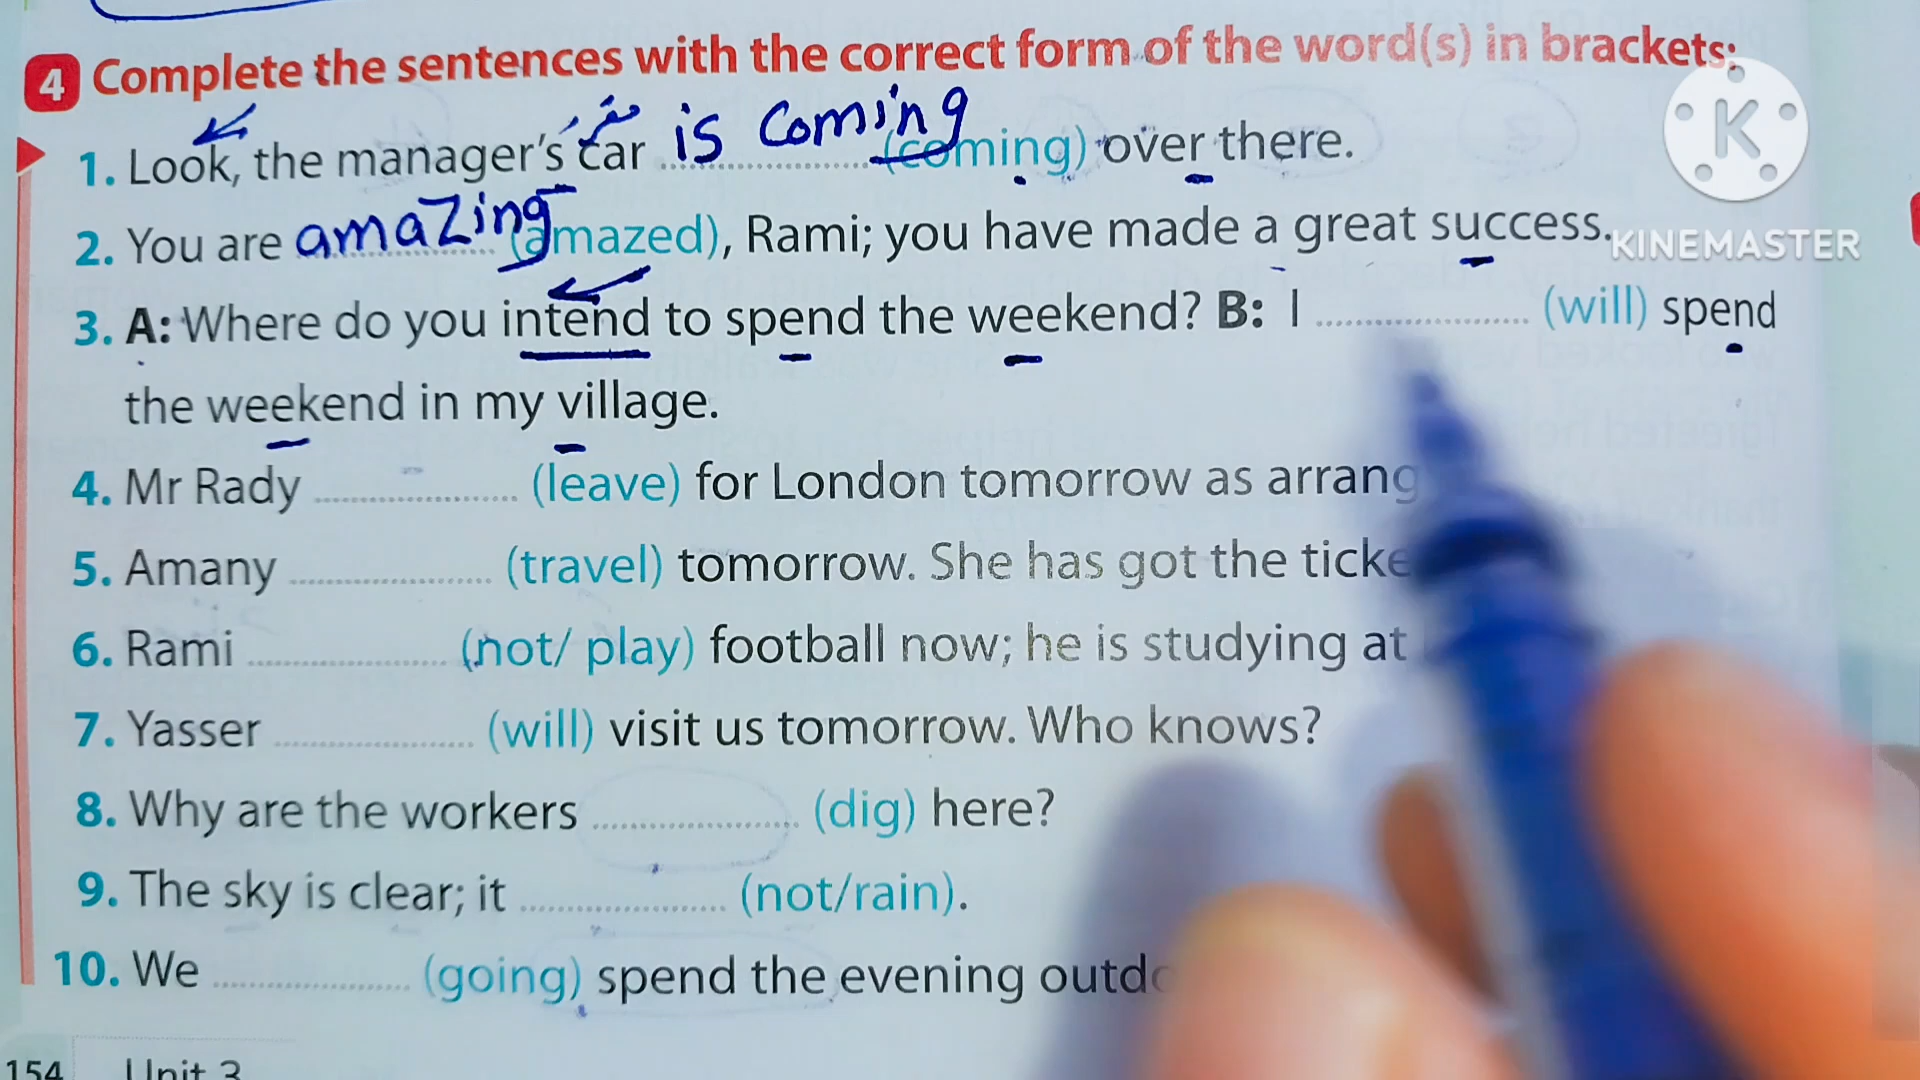 4 Complete the sentences with the correct form of the word(s) in brackets:
1. Look, the manager's car is coming (coming) over there.
2. You are amazing (amazed), Rami; you have made a great success.
KINEMASTER
3. A: Where do you intend to spend the weekend? B: I .................... (will) spend
the weekend in my village.
4. Mr Rady .................... (leave) for London tomorrow as
5. Amany .................... (travel) tomorrow. She has got the
6. Rami .................... (not/ play) football now; he is studying at
7. Yasser .................... (will) visit us tomorrow. Who knows?
8. Why are the workers .................... (dig) here?
9. The sky is clear; it .................... (not/rain).
10. We .................... (going) spend the evening
154 Unit 3